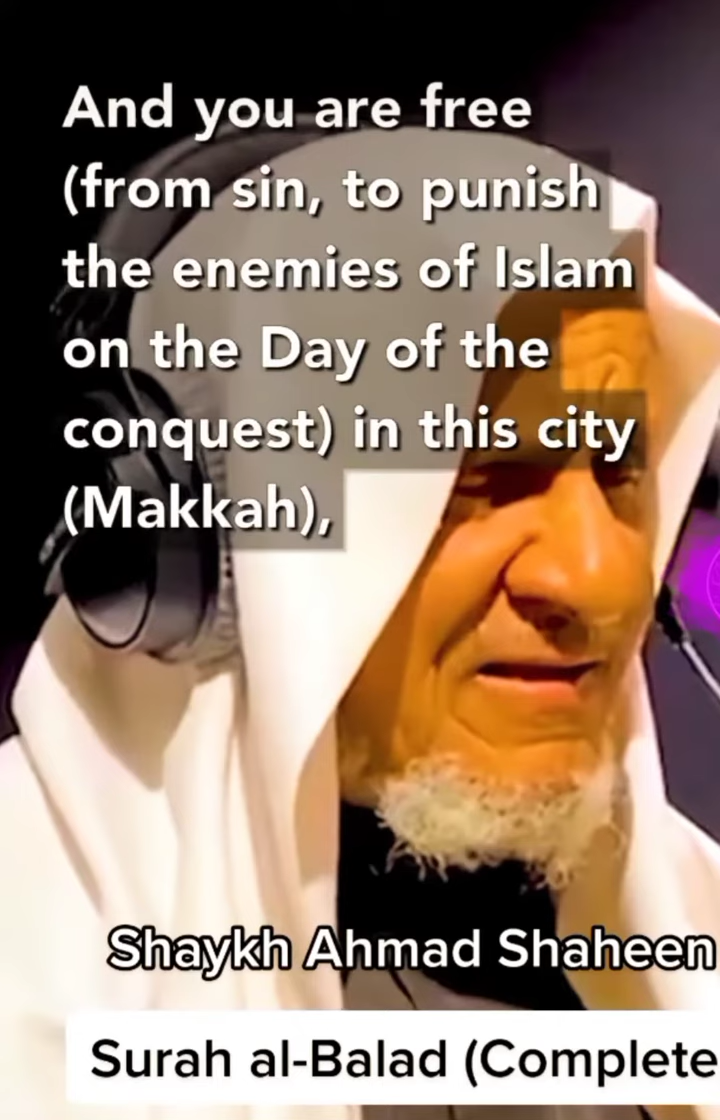 And you are free
(from sin, to punish
the enemies of Islam
on the Day of the
conquest) in this city
(Makkah),
Shaykh Ahmad Shaheen
Surah al-Balad (Complete